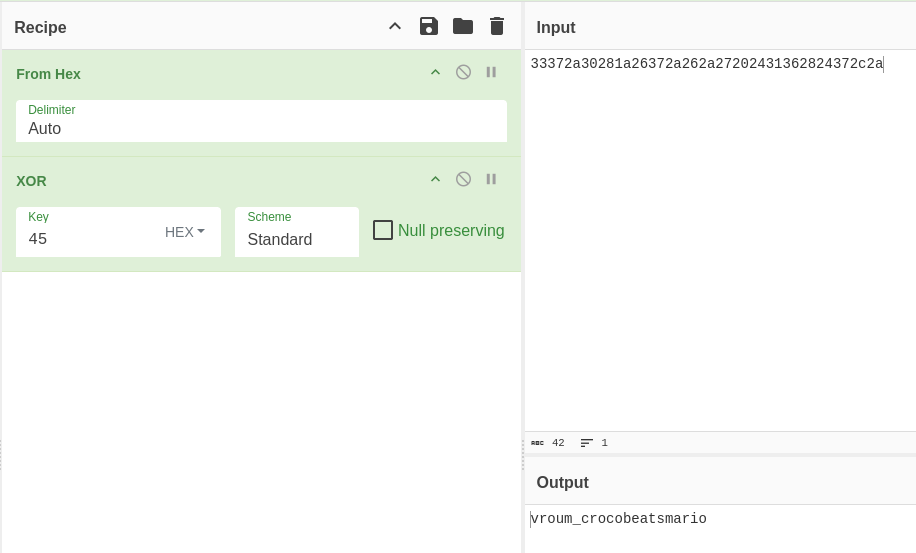 Recipe
From Hex
Delimiter
Auto
XOR
Key
45
HEX
Scheme
Standard
Null preserving
Input
33372a30281a26372a262a27202431362824372c2a
ABC 42 1
Output
vroum_crocobeatsmario